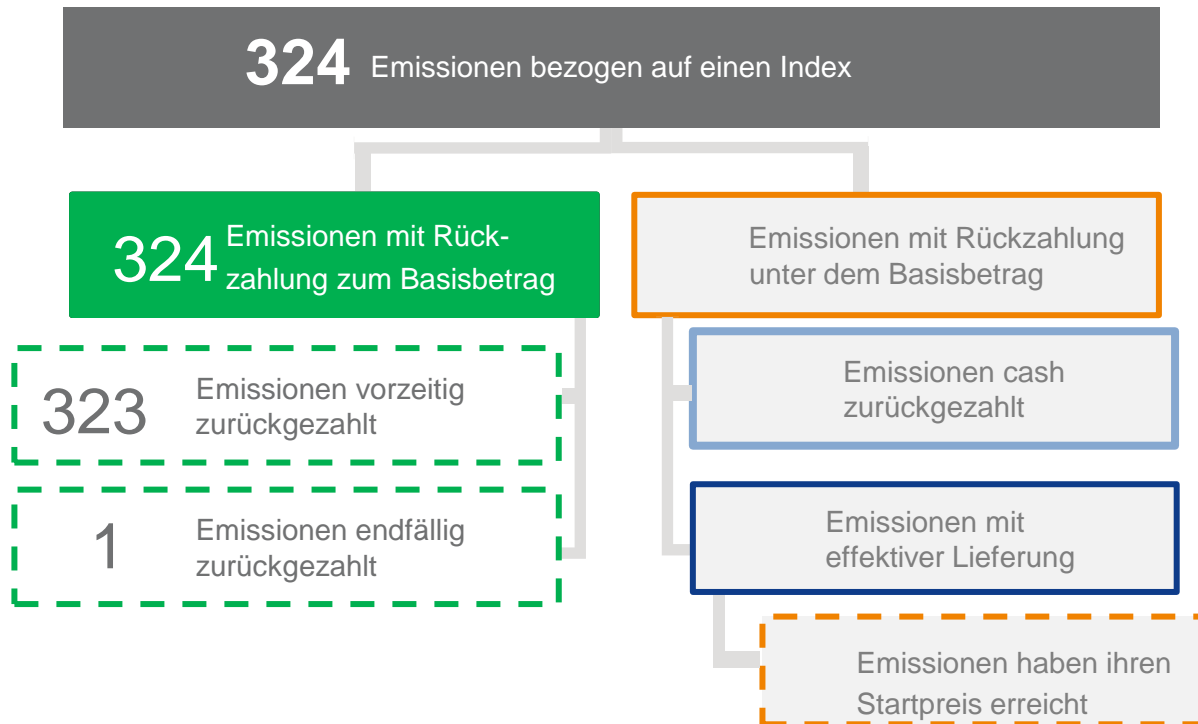 324 Emissionen bezogen auf einen Index
324 Emissionen mit Rück-
zahlung zum Basisbetrag
Emissionen mit Rückzahlung
unter dem Basisbetrag
323 Emissionen vorzeitig
zurückgezahlt
Emissionen cash
zurückgezahlt
1 Emissionen endfällig
zurückgezahlt
Emissionen mit
effektiver Lieferung
Emissionen haben ihren
Startpreis erreicht